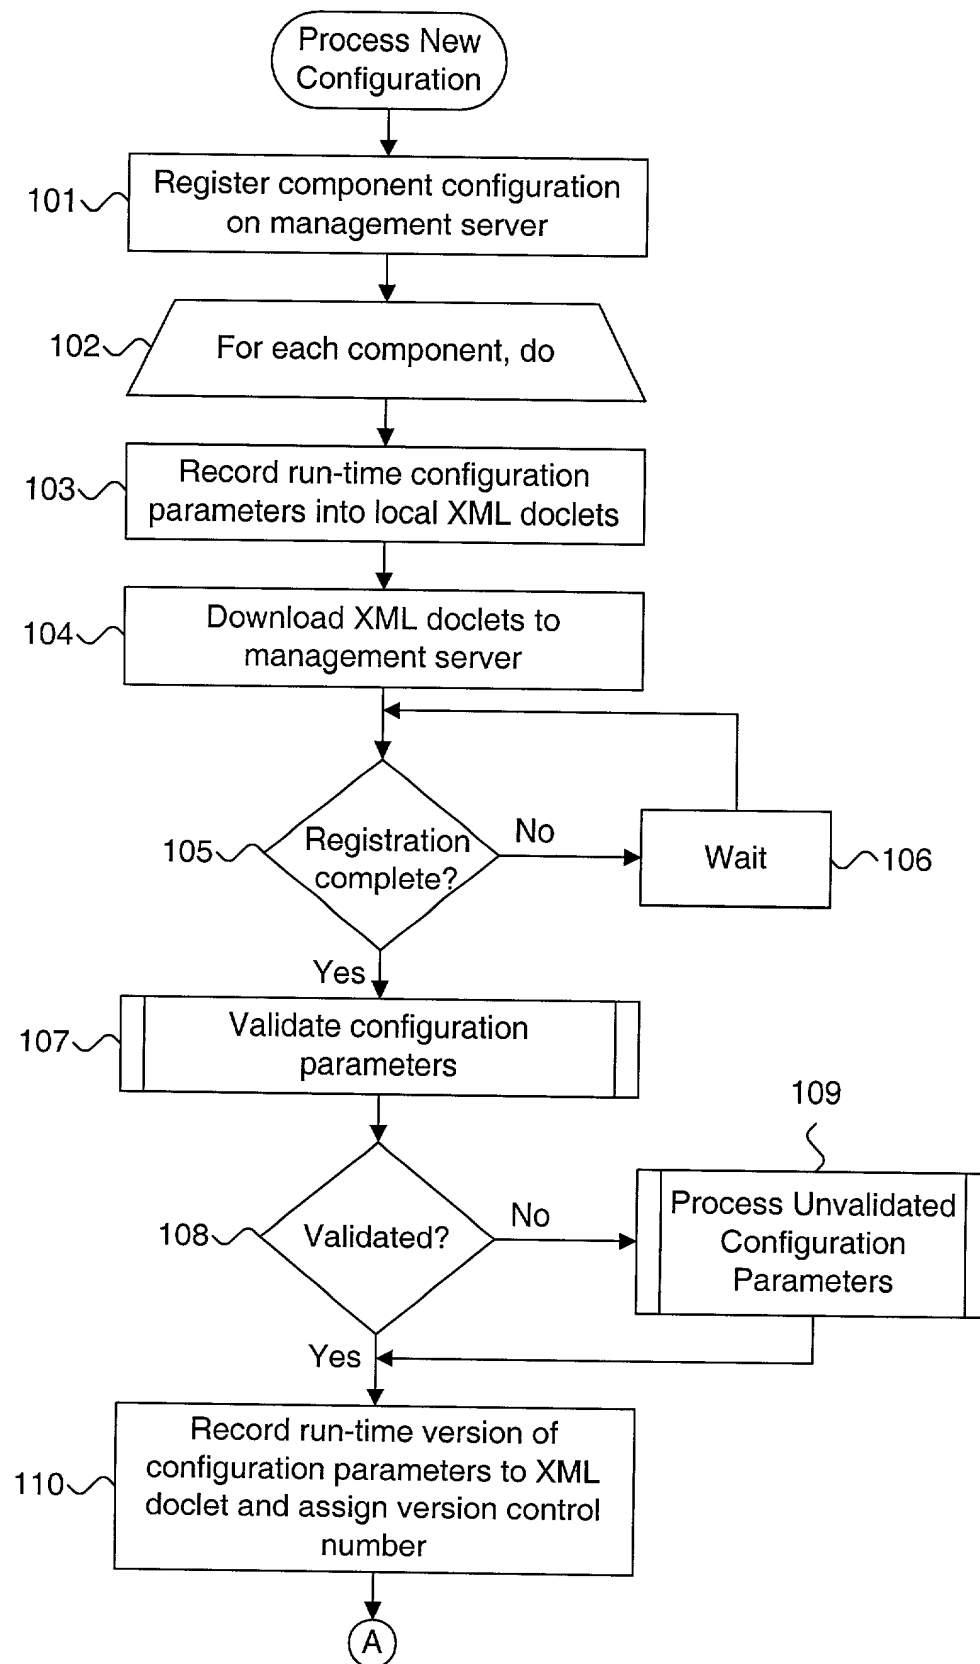 Process New
Configuration
101
Register component configuration
on management server
102
For each component, do
103
Record run-time configuration
parameters into local XML doclets
104
Download XML doclets to
management server
105
Registration
complete?
No
Wait
106
Yes
107
Validate configuration
parameters
109
108
Validated?
No
Process Unvalidated
Configuration
Parameters
Yes
110
Record run-time version of
configuration parameters to XML
doclet and assign version control
number
A